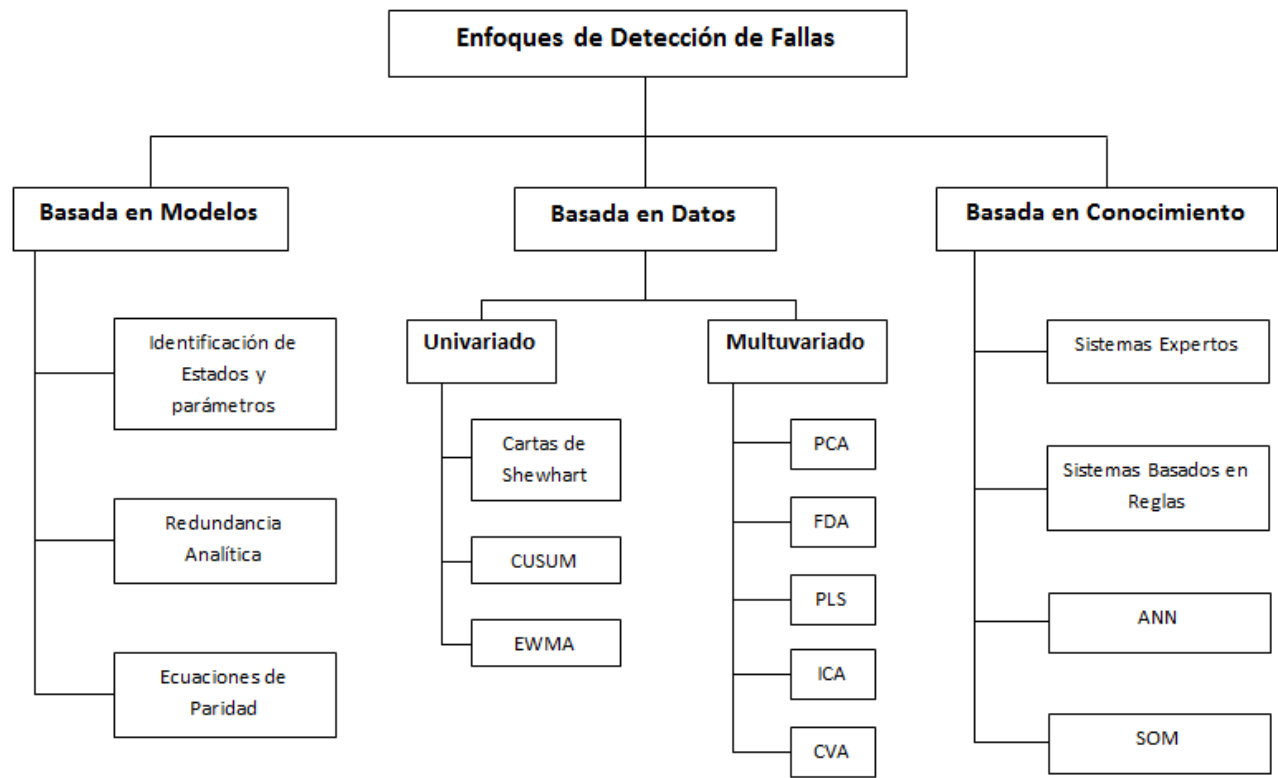 Enfoques de Detección de Fallas
Basada en Modelos
Basada en Datos
Basada en Conocimiento
Identificación de
Estados y
parámetros
Redundancia
Analítica
Ecuaciones de
Paridad
Univariado
Cartas de
Shewhart
CUSUM
EWMA
Multuvariado
PCA
FDA
PLS
ICA
CVA
Sistemas Expertos
Sistemas Basados en
Reglas
ANN
SOM